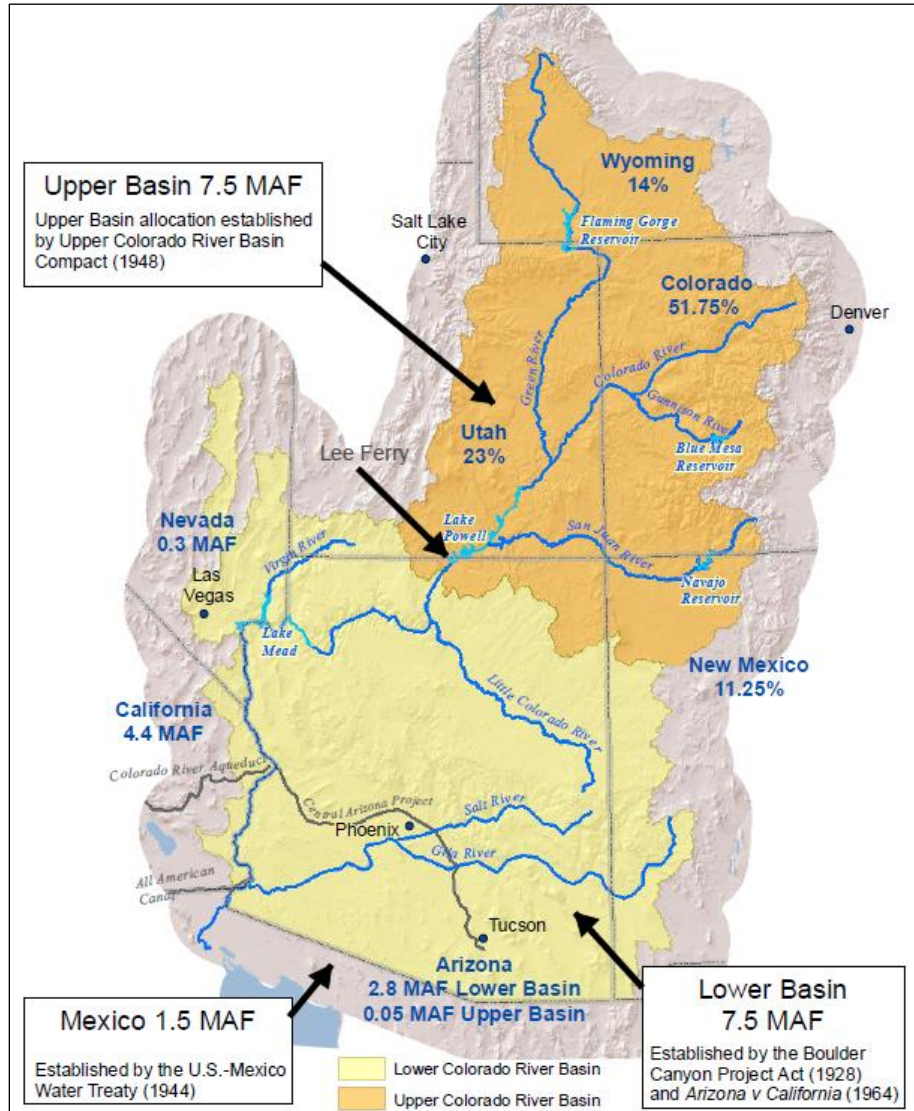 Upper Basin 7.5 MAF
Upper Basin allocation established
by Upper Colorado River Basin
Compact (1948)
Wyoming
14%
Flaming Gorge
Reservoir
Salt Lake
City
Colorado
51.75%
Denver
Green River
Colorado River
Gunnison River
Blue Mesa
Reservoir
Utah
23%
Lee Ferry
Lake
Powell
San Juan River
Navajo
Reservoir
Nevada
0.3 MAF
Virgin River
Las
Vegas
Lake
Mead
New Mexico
11.25%
Little Colorado River
California
4.4 MAF
Colorado River Aqueduct
Central Arizona Project
Salt River
Phoenix
Gila River
All American
Canal
Tucson
Arizona
2.8 MAF Lower Basin
0.05 MAF Upper Basin
Mexico 1.5 MAF
Established by the U.S.-Mexico
Water Treaty (1944)
Lower Basin
7.5 MAF
Established by the Boulder
Canyon Project Act (1928)
and Arizona v California (1964)
Lower Colorado River Basin
Upper Colorado River Basin